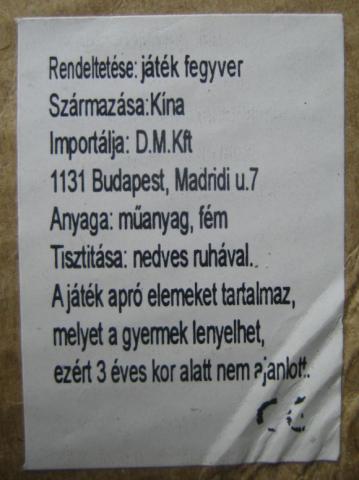 Rendeltetése: játék fegyver
Származása:Kína
Importálja: D.M.Kft
1131 Budapest, Madridi u.7
Anyaga: műanyag, fém
Tisztitása: nedves ruhával.
A játék apró elemeket tartalmaz,
melyet a gyermek lenyelhet,
ezért 3 éves kor alatt nem ajanlott.
CE